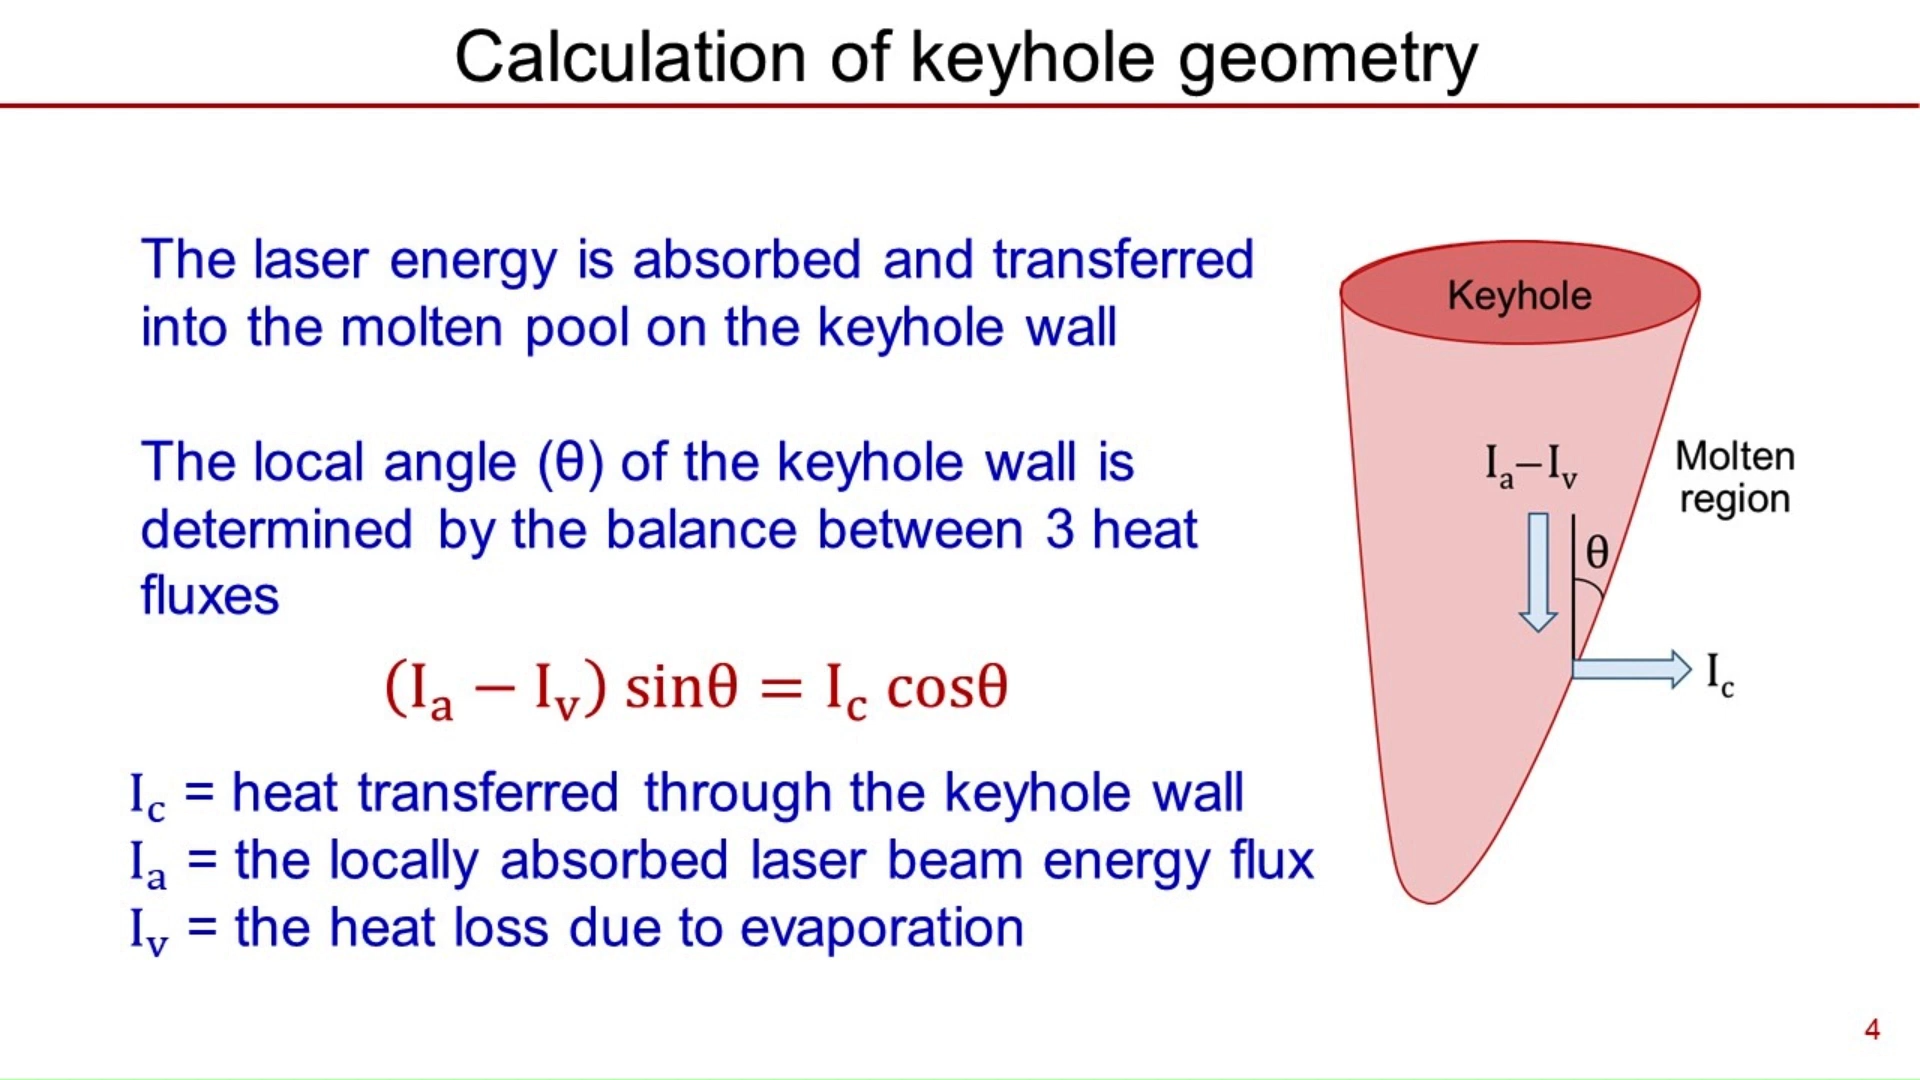 Calculation of keyhole geometry
The laser energy is absorbed and transferred
into the molten pool on the keyhole wall
The local angle (θ) of the keyhole wall is
determined by the balance between 3 heat
fluxes
(Iₐ − Iᵥ) sinθ = I_c cosθ
I_c = heat transferred through the keyhole wall
Iₐ = the locally absorbed laser beam energy flux
Iᵥ = the heat loss due to evaporation
Keyhole
Iₐ−Iᵥ
Molten
region
θ
I_c
4